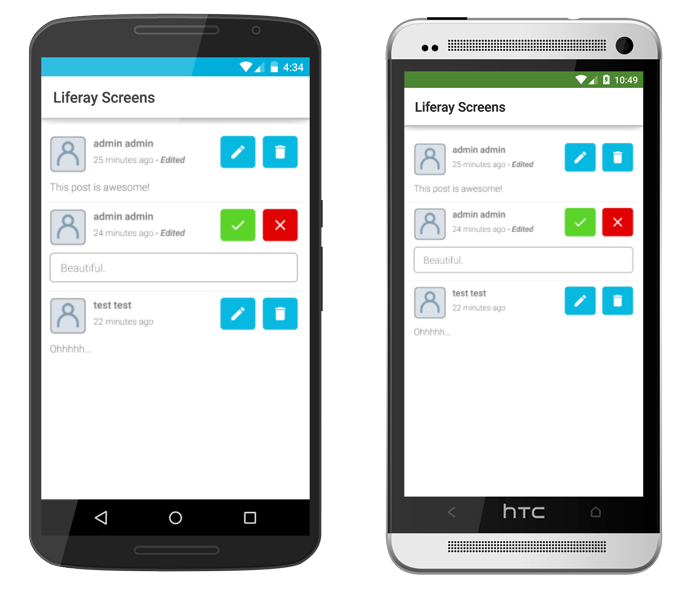 4:34
Liferay Screens
admin admin
25 minutes ago - Edited
This post is awesome!
admin admin
24 minutes ago - Edited
Beautiful.
test test
22 minutes ago
Ohhhhh...
10:49
Liferay Screens
admin admin
25 minutes ago - Edited
This post is awesome!
admin admin
24 minutes ago - Edited
Beautiful.
test test
22 minutes ago
Ohhhhh...
hTC